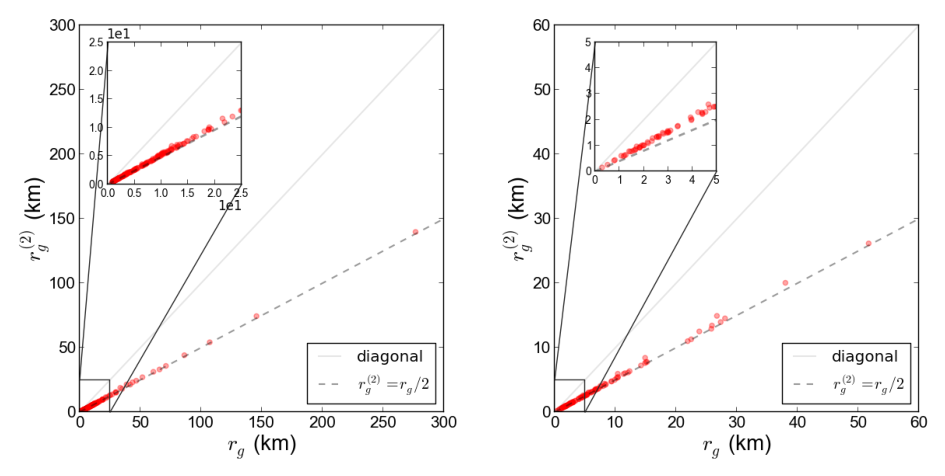 300
250
200
150
100
50
0
r_g^{(2)} (km)
1e1
2.5
2.0
1.5
1.0
0.5
0.0
0.0 0.5 1.0 1.5 2.0 2.5
1e1
diagonal
r_g^{(2)} = r_g/2
0 50 100 150 200 250 300
r_g (km)
60
50
40
30
20
10
0
r_g^{(2)} (km)
5
4
3
2
1
0
0 1 2 3 4 5
diagonal
r_g^{(2)} = r_g/2
0 10 20 30 40 50 60
r_g (km)